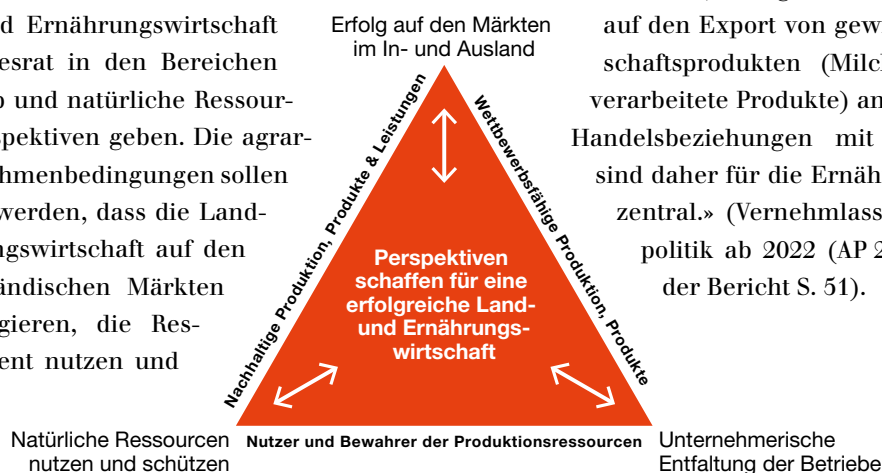 d Ernährungswirtschaft
esrat in den Bereichen
o und natürliche Ressour-
spektiven geben. Die agrar-
hmenbedingungen sollen
werden, dass die Land-
ngswirtschaft auf den
ändischen Märkten
gieren, die Res-
ent nutzen und
Erfolg auf den Märkten
im In- und Ausland
Nachhaltige Produktion, Produkte & Leistungen
Wettbewerbsfähige Produktion, Produkte
Perspektiven
schaffen für eine
erfolgreiche Land-
und Ernährungs-
wirtschaft
Natürliche Ressourcen
nutzen und schützen
Nutzer und Bewahrer der Produktionsressourcen
Unternehmerische
Entfaltung der Betriebe
auf den Export von gew
schaftsprodukten (Milch
verarbeitete Produkte) an
Handelsbeziehungen mit
sind daher für die Ernäh
zentral.» (Vernehmlass
politik ab 2022 (AP 2
der Bericht S. 51).